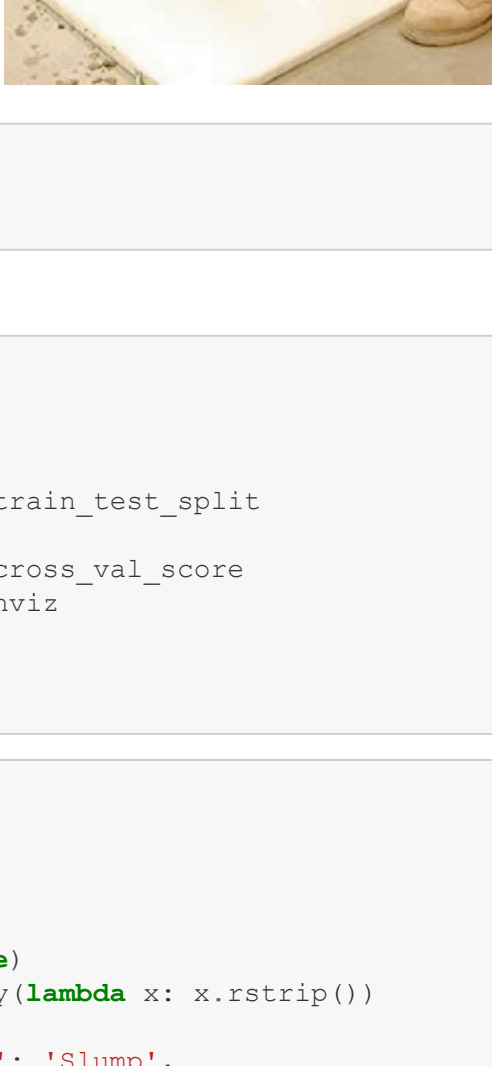 train_test_split
cross_val_score
nviz
e)
y(lambda x: x.rstrip())
': 'Slump',